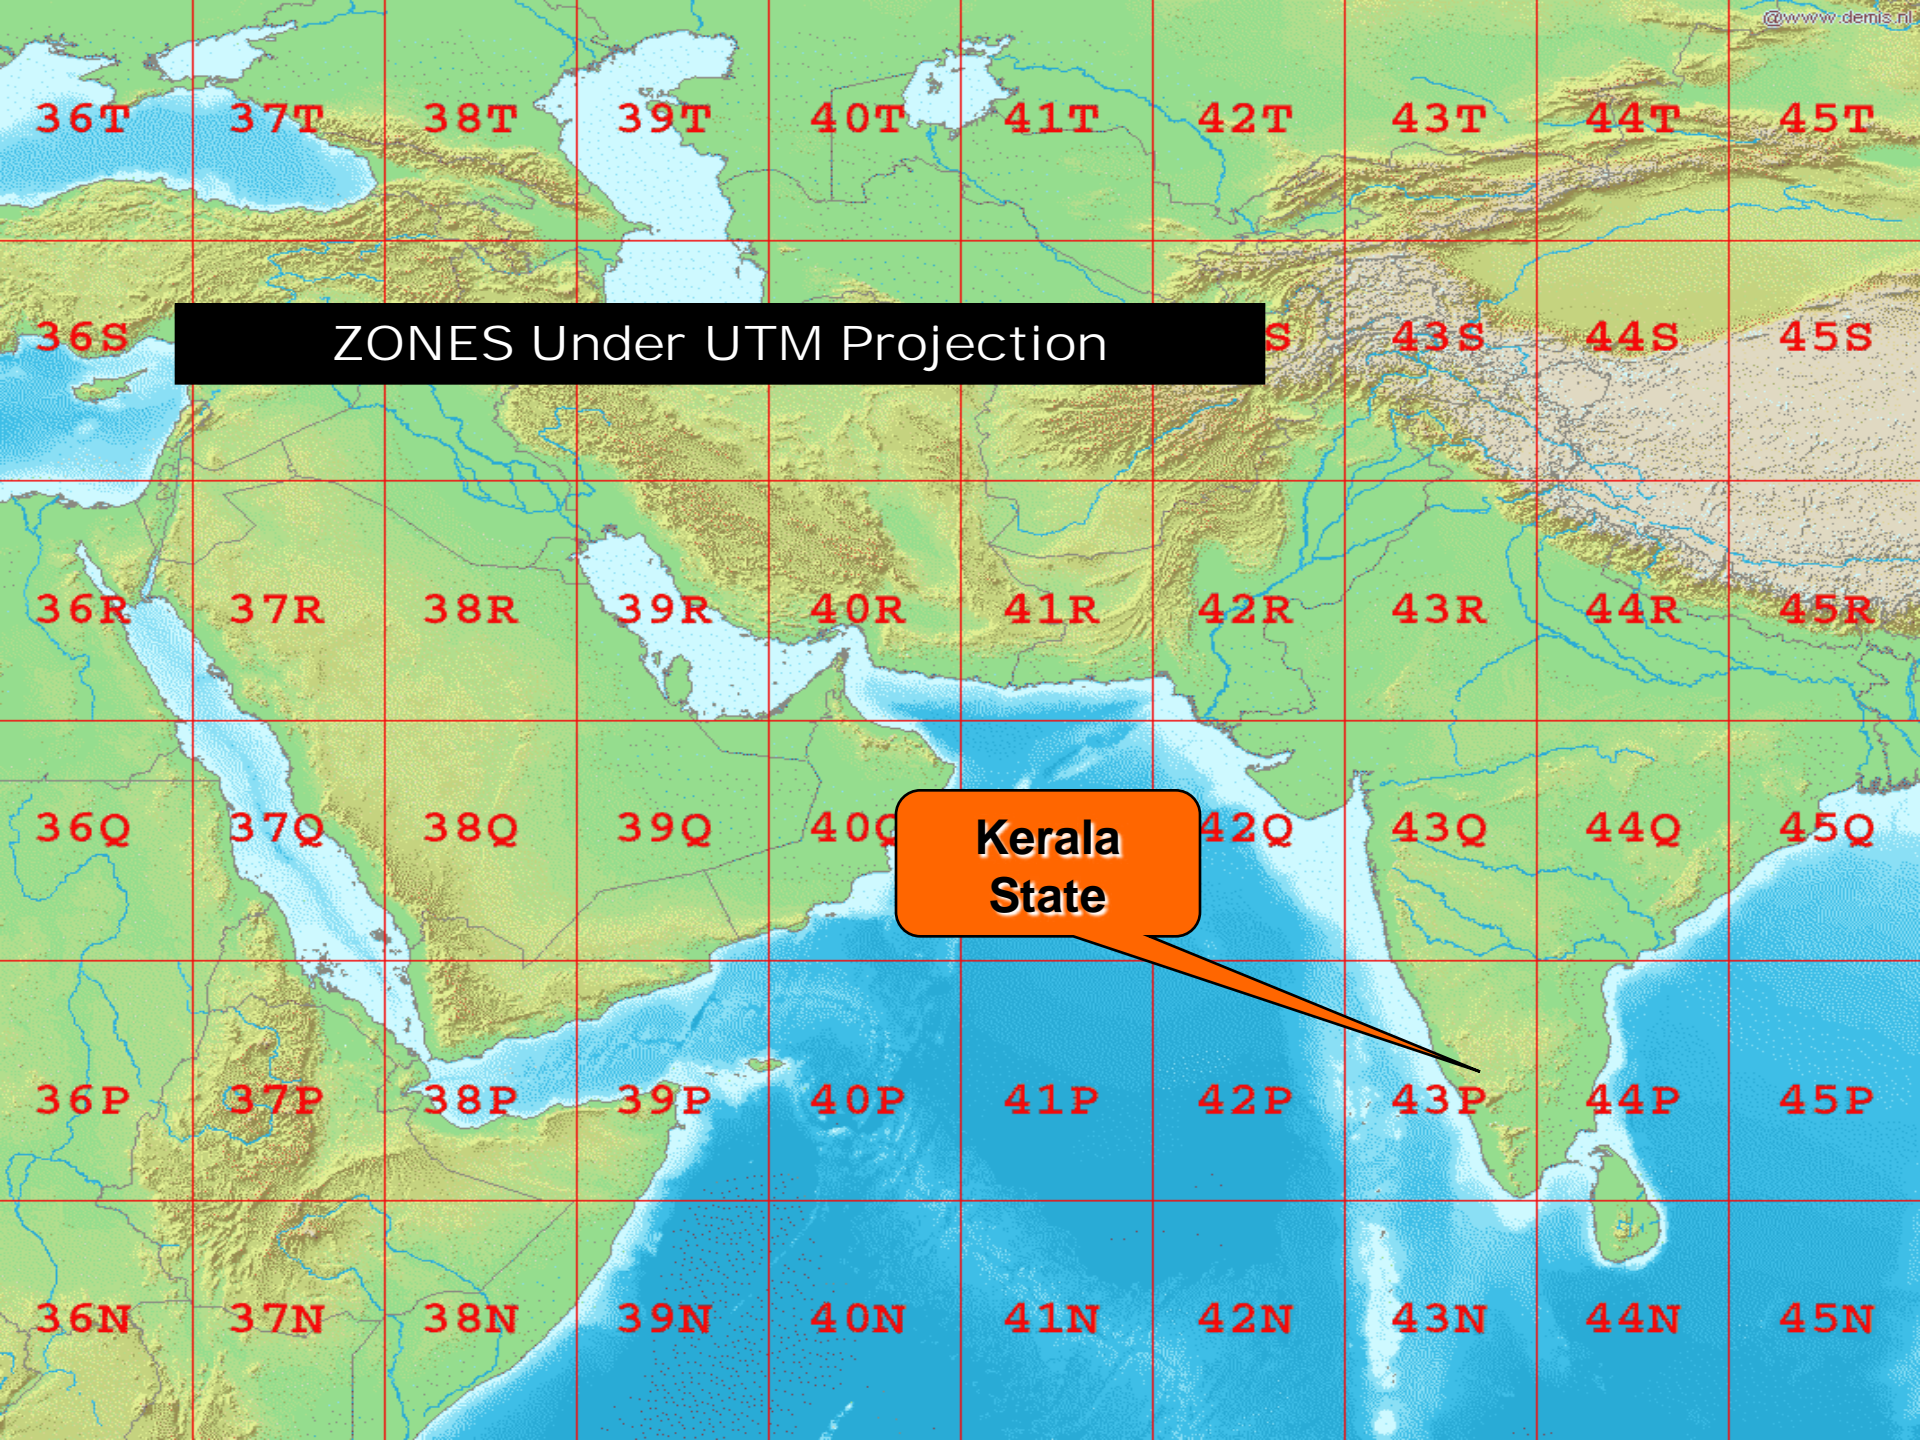 @www.demis.nl
36T 37T 38T 39T 40T 41T 42T 43T 44T 45T
ZONES Under UTM Projection
36S S 43S 44S 45S
36R 37R 38R 39R 40R 41R 42R 43R 44R 45R
36Q 37Q 38Q 39Q 40Q 42Q 43Q 44Q 45Q
Kerala
State
36P 37P 38P 39P 40P 41P 42P 43P 44P 45P
36N 37N 38N 39N 40N 41N 42N 43N 44N 45N